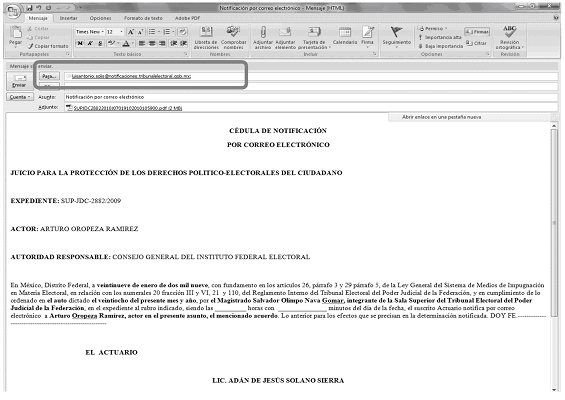 Notificación por correo electrónico - Mensaje (HTML)
Mensaje Insertar Opciones Formato de texto Adobe PDF
Pegar
Cortar
Copiar
Copiar formato
Portapapeles
Times New
12
N K S
Texto básico
Libreta de direcciones
Comprobar nombres
Nombres
Adjuntar archivo
Adjuntar elemento
Tarjeta de presentación
Calendario
Firma
Incluir
Seguimiento
Permiso
Importancia alta
Baja importancia
Opciones
Firmar
Cifrar
ABC
Revisión ortográfica
Revisión
Mensaje sin enviar.
Enviar
Para...
Cuenta
Asunto: Notificación por correo electrónico
Adjunto:
Abrir enlace en una pestaña nueva
CÉDULA DE NOTIFICACIÓN
POR CORREO ELECTRÓNICO
JUICIO PARA LA PROTECCIÓN DE LOS DERECHOS POLITICO-ELECTORALES DEL CIUDADANO
EXPEDIENTE: SUP-JDC-2882/2009
ACTOR: ARTURO OROPEZA RAMIREZ
AUTORIDAD RESPONSABLE: CONSEJO GENERAL DEL INSTITUTO FEDERAL ELECTORAL
En México, Distrito Federal, a veintinueve de enero de dos mil nueve, con fundamento en los artículos 26, párrafo 3 y 29 párrafo 5, de la Ley General del Sistema de Medios de Impugnación
en Materia Electoral, en relación con los numerales 20 fracción III y VI, 21 y 110, del Reglamento Interno del Tribunal Electoral del Poder Judicial de la Federación, y en cumplimiento de lo
ordenado en el auto dictado el veintiocho del presente mes y año, por el Magistrado Salvador Olimpo Nava Gomar, integrante de la Sala Superior del Tribunal Electoral del Poder
Judicial de la Federación, en el expediente al rubro indicado, siendo las __________ horas con ______________ minutos del día de la fecha, el suscrito Actuario notifica por correo
electrónico a Arturo Oropeza Ramírez, actor en el presente asunto, el mencionado acuerdo. Lo anterior para los efectos que se precisan en la determinación notificada. DOY FE.--------------
----------------------------------------
EL ACTUARIO
LIC. ADÁN DE JESÚS SOLANO SIERRA